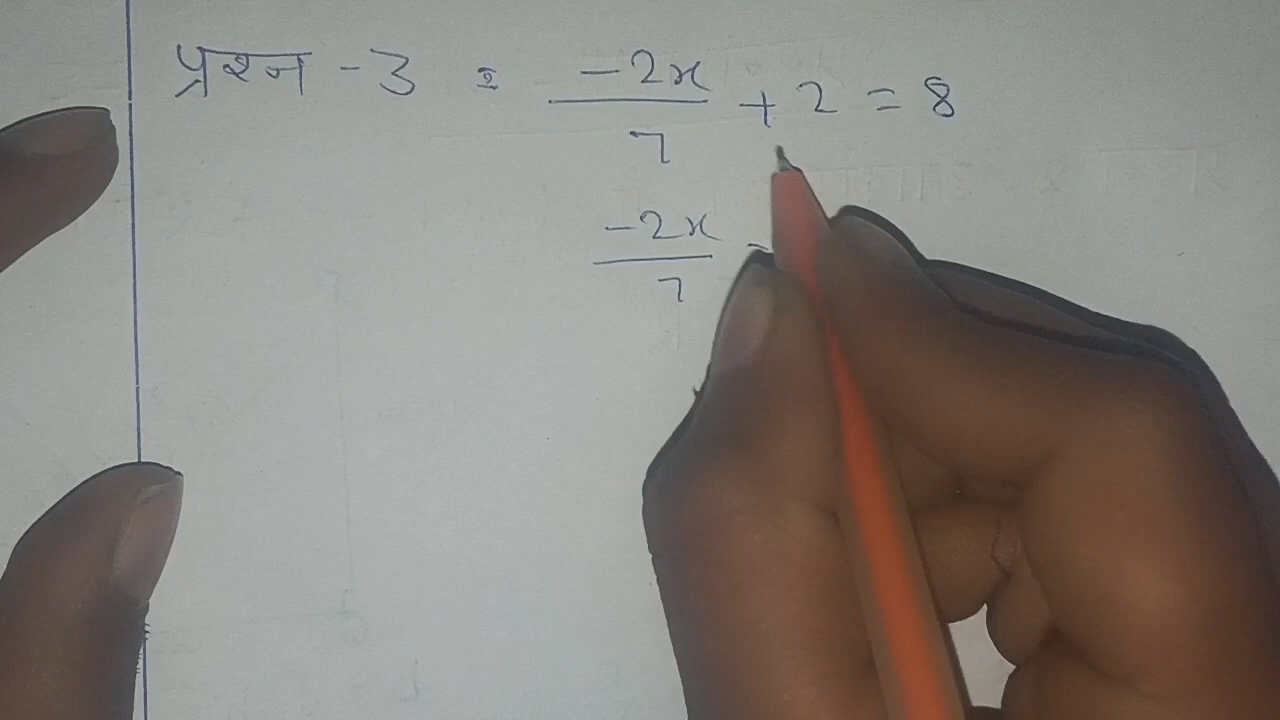 प्रश्न - 3 = -2x/7 + 2 = 8
-2x/7 =